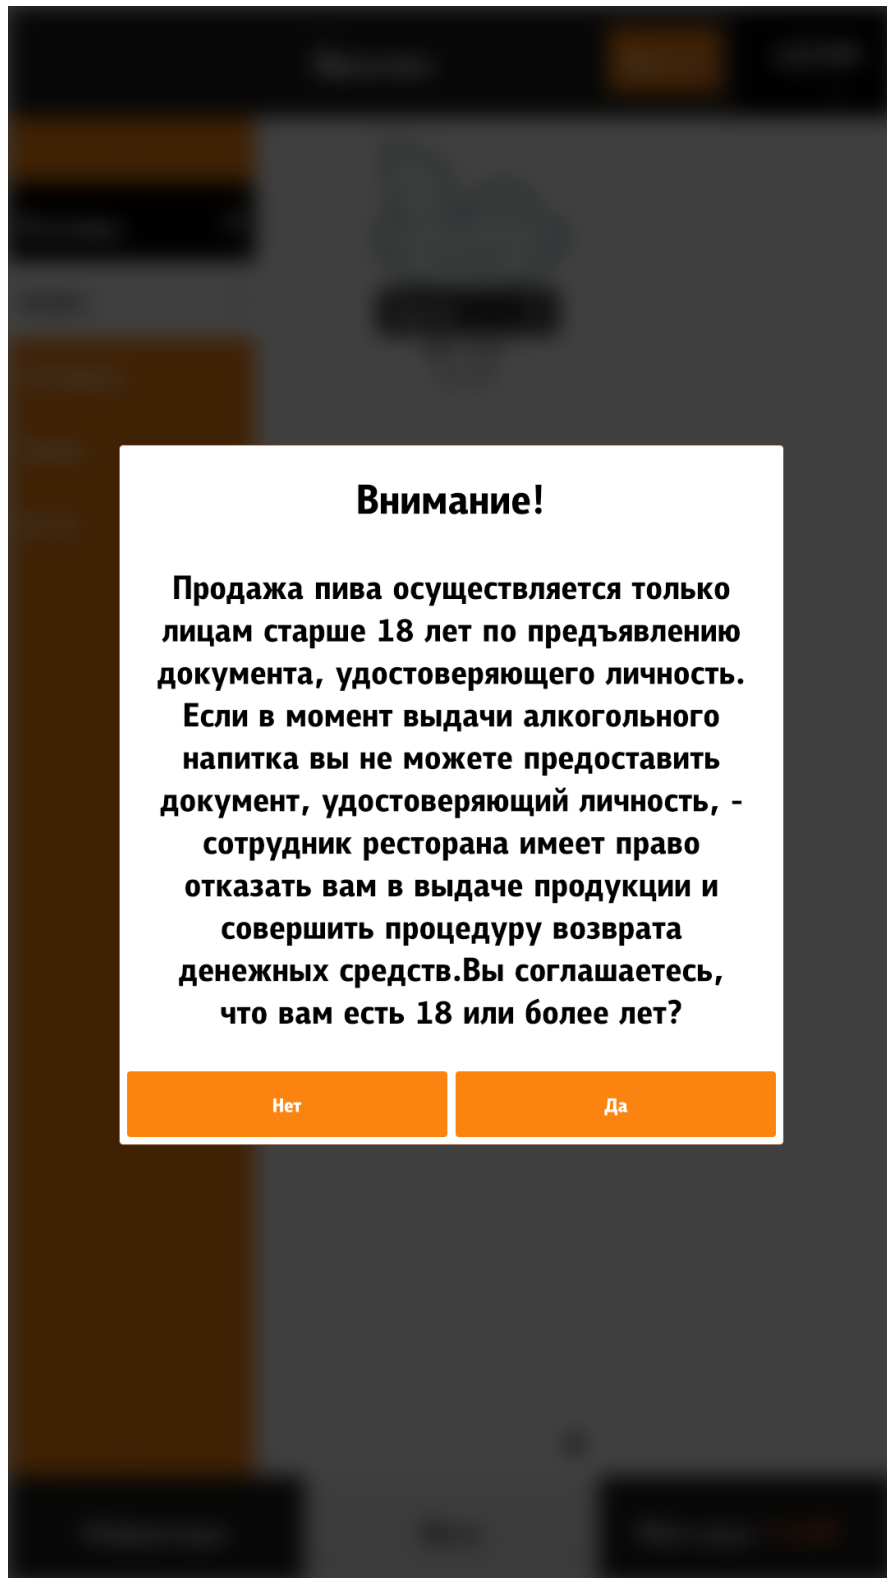 Внимание!
Продажа пива осуществляется только
лицам старше 18 лет по предъявлению
документа, удостоверяющего личность.
Если в момент выдачи алкогольного
напитка вы не можете предоставить
документ, удостоверяющий личность, -
сотрудник ресторана имеет право
отказать вам в выдаче продукции и
совершить процедуру возврата
денежных средств.Вы соглашаетесь,
что вам есть 18 или более лет?
Нет
Да